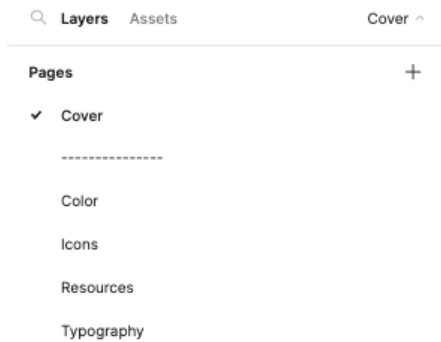 Layers Assets Cover
Pages
Cover
---------------
Color
Icons
Resources
Typography